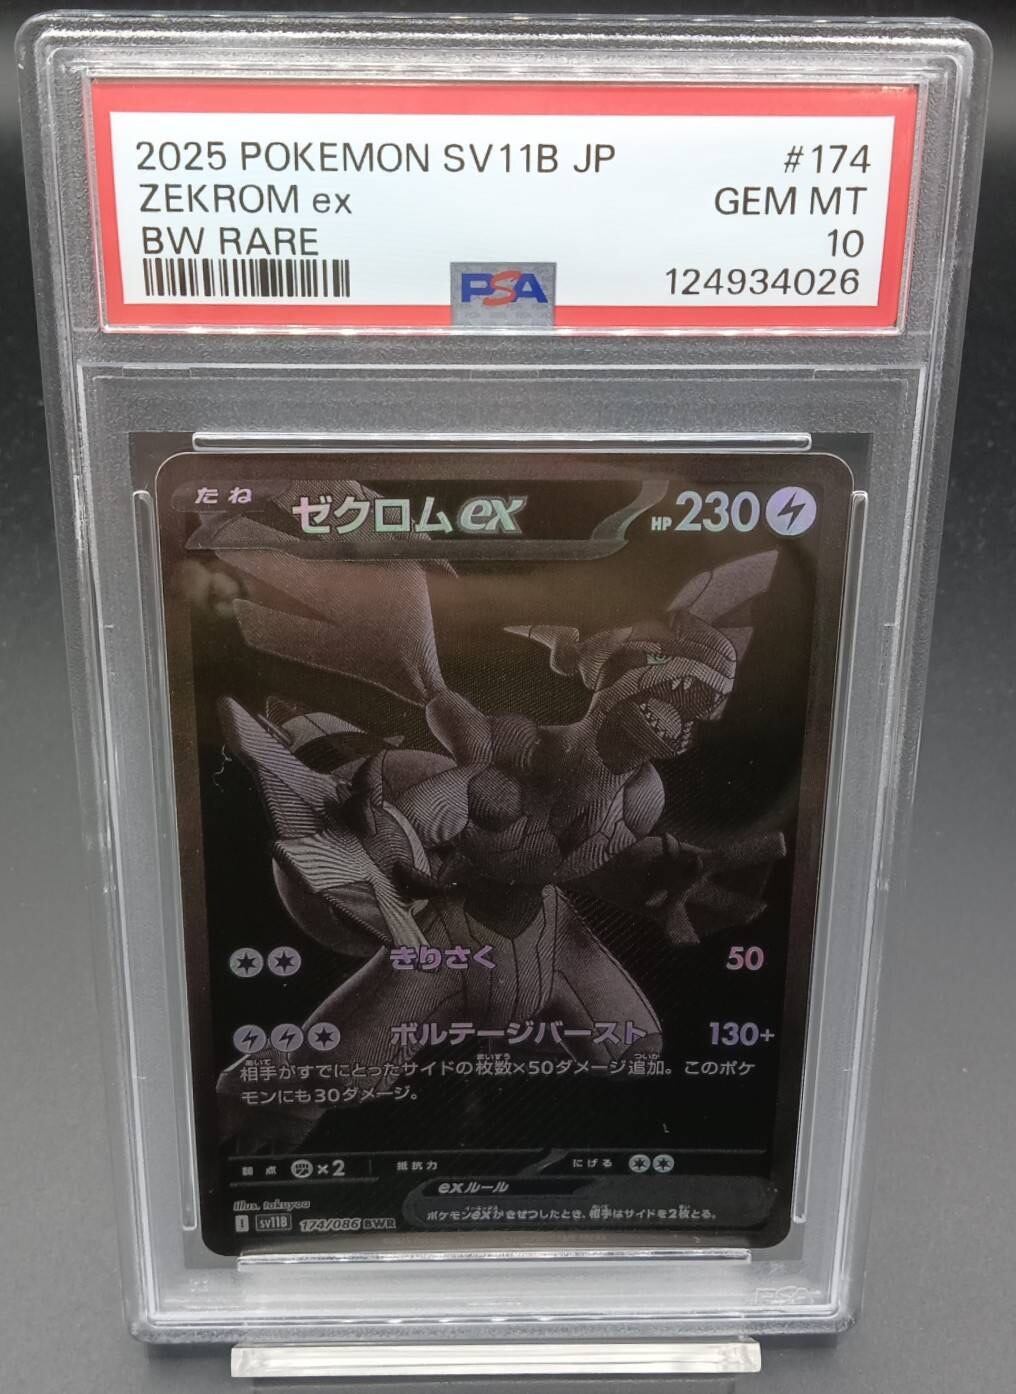 2025 POKEMON SV11B JP #174
ZEKROM ex GEM MT
BW RARE 10
PSA 124934026
たね ゼクロムex HP230
きりさく 50
ボルテージバースト 130+
相手がすでにとったサイドの枚数×50ダメージ追加。このポケ
モンにも30ダメージ。
弱点 ×2 抵抗力 にげる
exルール
ポケモンexがきぜつしたとき、相手はサイドを2枚とる。
Illus. takuyoa
I sv11B 174/086 BWR